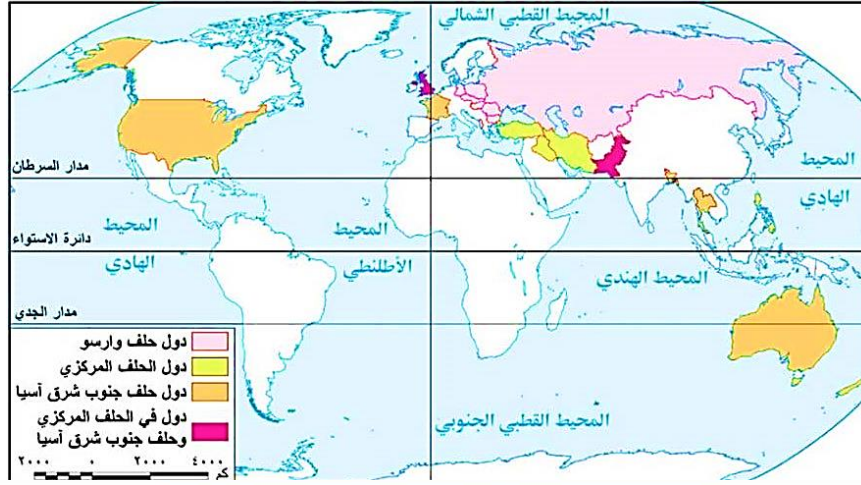 المحيط القطبي الشمالي
مدار السرطان
المحيط
الهادي
المحيط
الهادي
المحيط
الأطلنطي
دائرة الاستواء
المحيط الهندي
مدار الجدي
دول حلف وارسو
دول الحلف المركزي
دول حلف جنوب شرق آسيا
دول في الحلف المركزي
وحلف جنوب شرق آسيا
المحيط القطبي الجنوبي
٢٠٠٠ ٠ ٢٠٠٠ ٤٠٠٠ كم